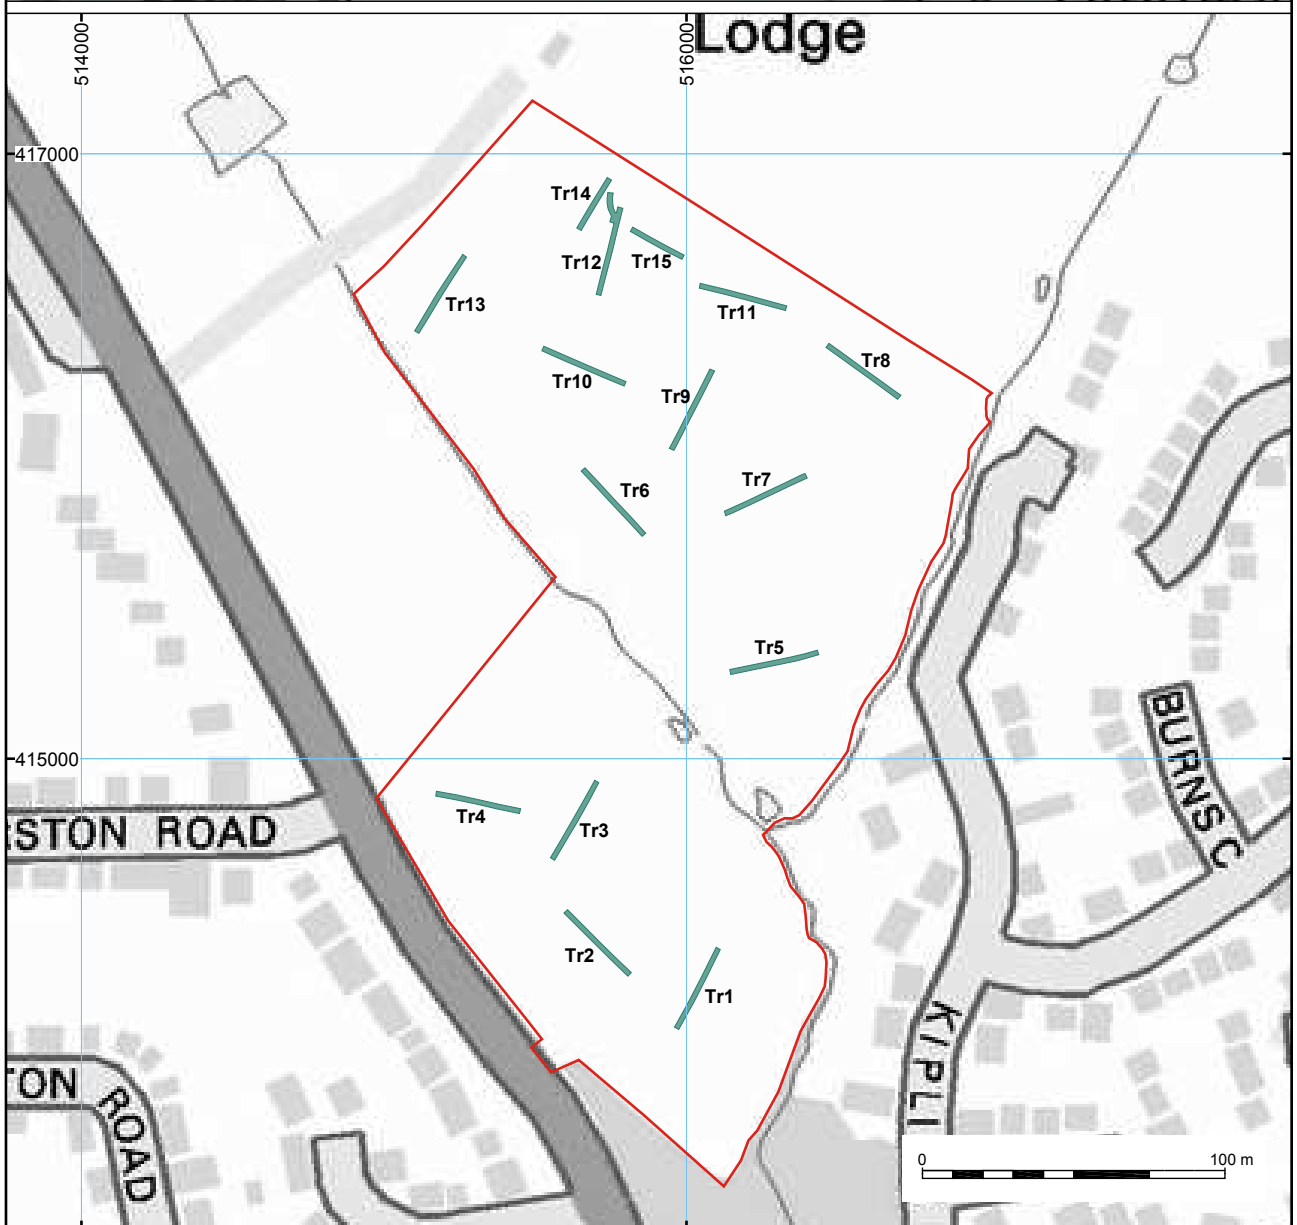 Lodge
514000
516000
417000
Tr14
Tr12
Tr15
Tr13
Tr11
Tr10
Tr9
Tr8
Tr6
Tr7
Tr5
415000
Tr4
Tr3
STON ROAD
BURNS C
Tr2
Tr1
KIPLI
TON
ROAD
0
100 m